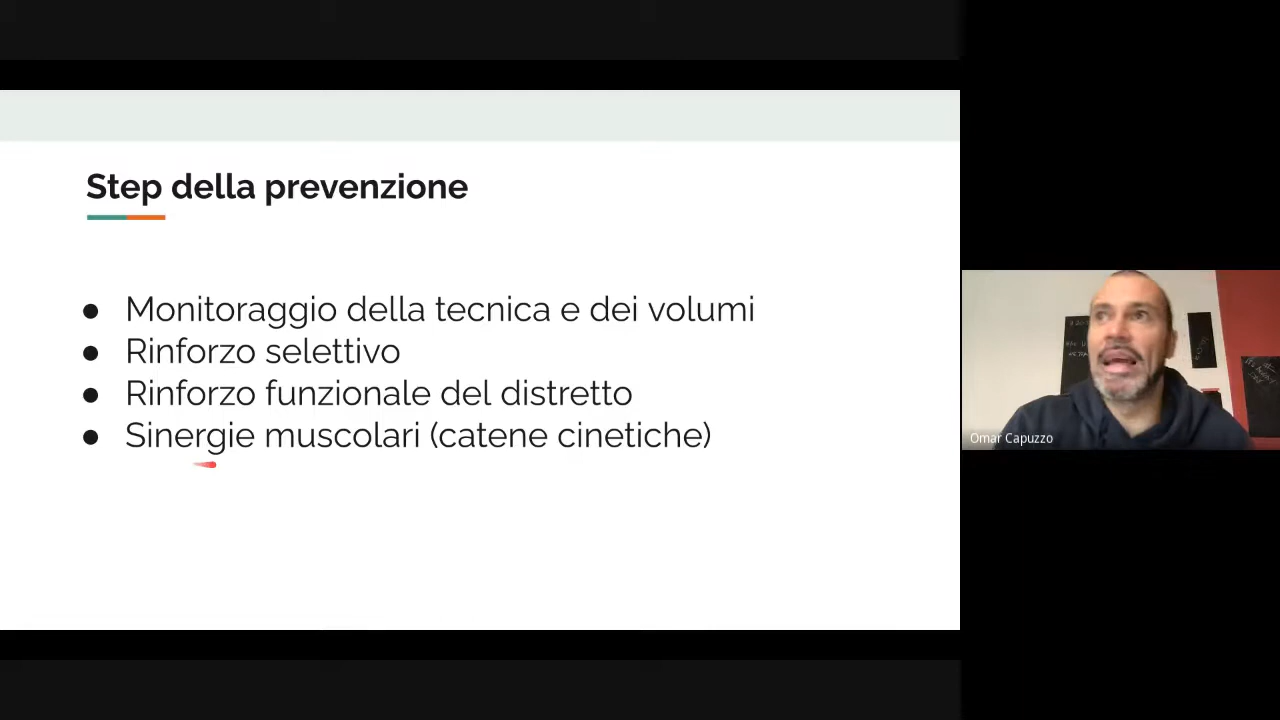 Step della prevenzione
● Monitoraggio della tecnica e dei volumi
● Rinforzo selettivo
● Rinforzo funzionale del distretto
● Sinergie muscolari (catene cinetiche)
Omar Capuzzo